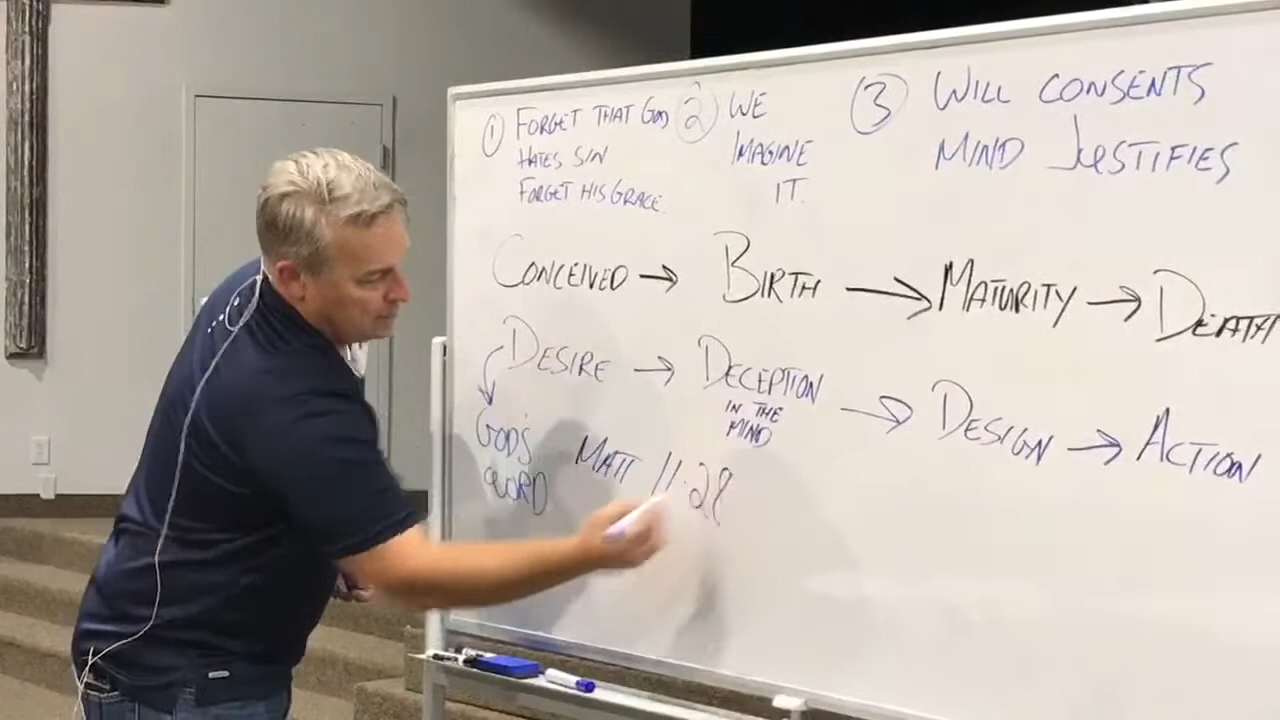 ① FORGET THAT GOD
HATES SIN
FORGET HIS GRACE.
② WE
IMAGINE
IT.
③ WILL CONSENTS
MIND JUSTIFIES
CONCEIVED → BIRTH → MATURITY → DEATH
DESIRE → DECEPTION → DESIGN → ACTION
IN THE
MIND
GOD'S
WORD
MATT 11:28